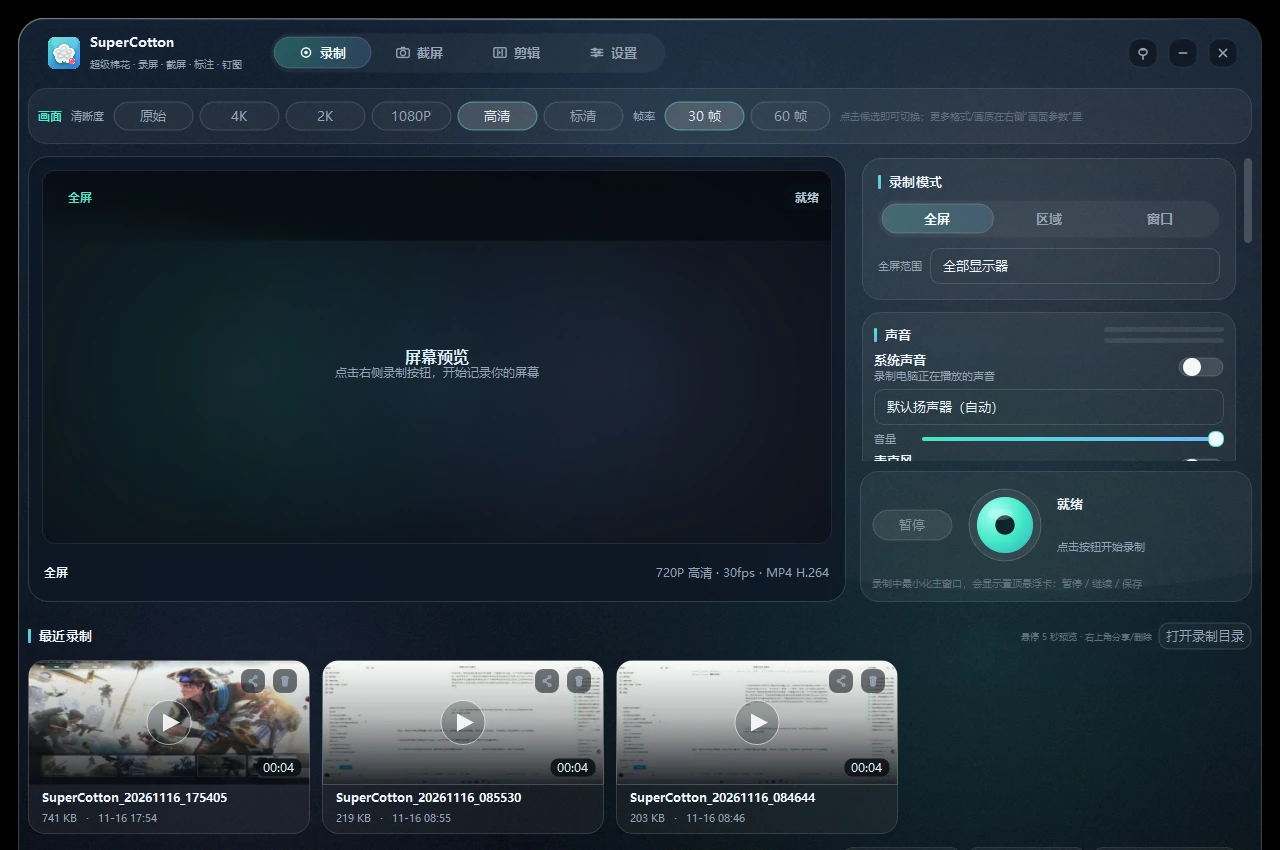 SuperCotton
超级棉花 · 录屏 · 截屏 · 标注 · 钉图
录制
截屏
剪辑
设置
画面 清晰度 原始 4K 2K 1080P 高清 标清 帧率 30 帧 60 帧 点击候选即可切换；更多格式/画质在右侧“画面参数”里
全屏
就绪
屏幕预览
点击右侧录制按钮，开始记录你的屏幕
全屏
720P 高清 · 30fps · MP4 H.264
录制模式
全屏 区域 窗口
全屏范围 全部显示器
声音
系统声音
录制电脑正在播放的声音
默认扬声器（自动）
音量
麦克风
暂停
就绪
点击按钮开始录制
录制中最小化主窗口，会显示置顶悬浮卡：暂停 / 继续 / 保存
最近录制
悬停 5 秒预览 · 右上角分享/删除
打开录制目录
00:04
SuperCotton_20261116_175405
741 KB · 11-16 17:54
00:04
SuperCotton_20261116_085530
219 KB · 11-16 08:55
00:04
SuperCotton_20261116_084644
203 KB · 11-16 08:46